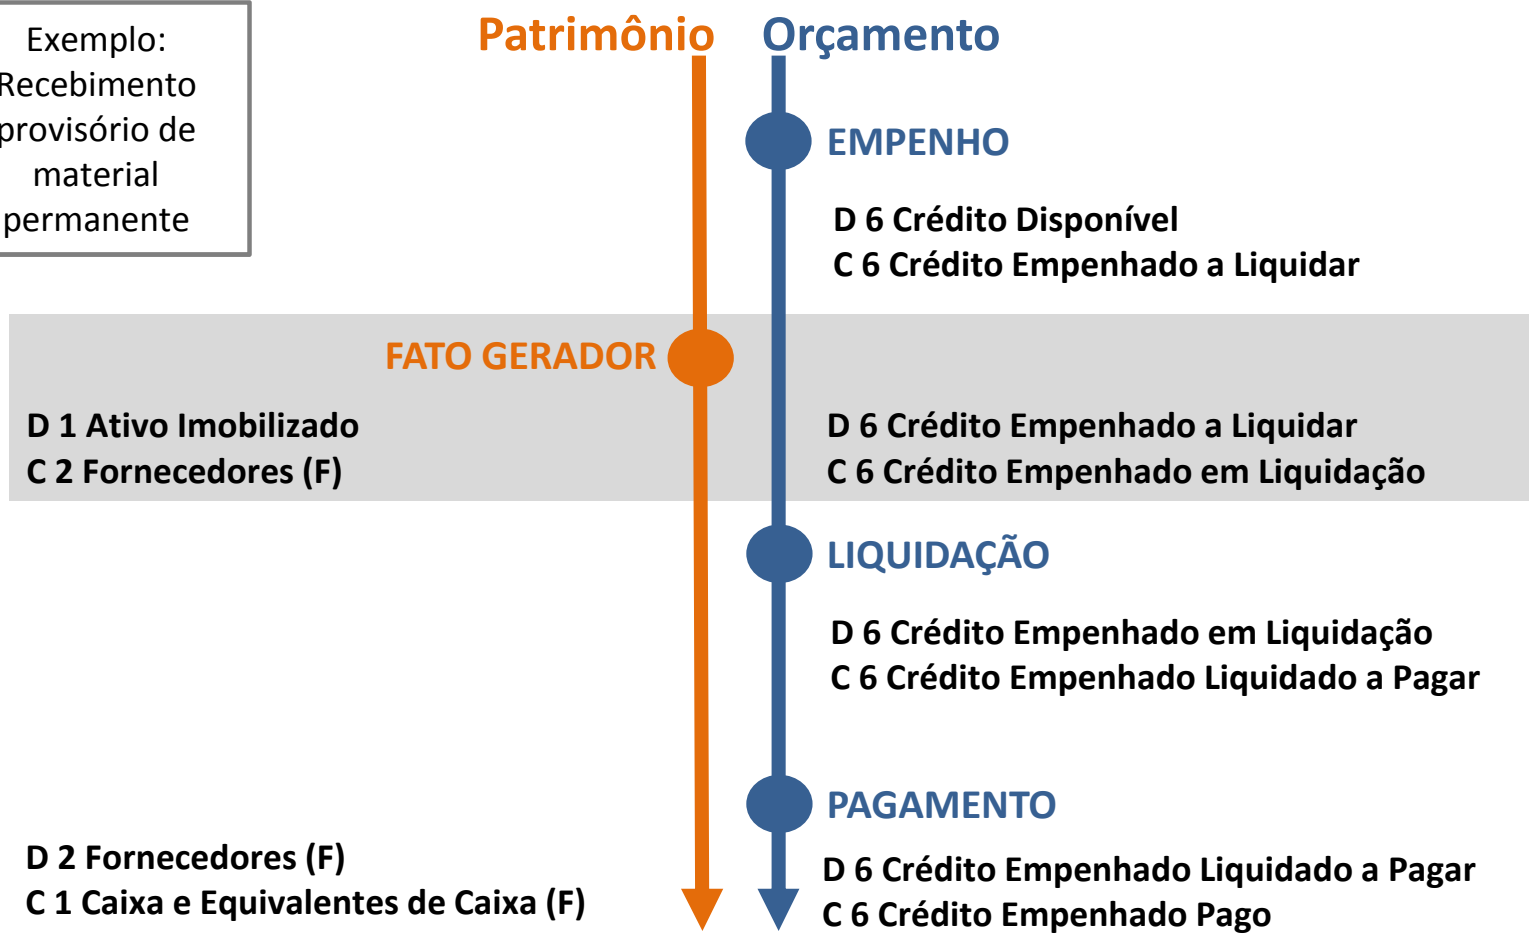 Exemplo:
Recebimento
provisório de
material
permanente
Patrimônio
Orçamento
EMPENHO
D 6 Crédito Disponível
C 6 Crédito Empenhado a Liquidar
FATO GERADOR
D 1 Ativo Imobilizado
C 2 Fornecedores (F)
D 6 Crédito Empenhado a Liquidar
C 6 Crédito Empenhado em Liquidação
LIQUIDAÇÃO
D 6 Crédito Empenhado em Liquidação
C 6 Crédito Empenhado Liquidado a Pagar
PAGAMENTO
D 2 Fornecedores (F)
C 1 Caixa e Equivalentes de Caixa (F)
D 6 Crédito Empenhado Liquidado a Pagar
C 6 Crédito Empenhado Pago